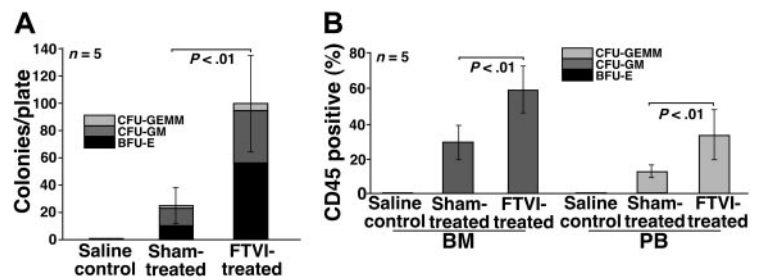 A
Colonies/plate
140
120
100
80
60
40
20
0
n = 5
P < .01
CFU-GEMM
CFU-GM
BFU-E
Saline control
Sham-treated
FTVI-treated
B
CD45 positive (%)
80
60
40
20
0
n = 5
P < .01
CFU-GEMM
CFU-GM
BFU-E
P < .01
Saline Sham- FTVI- Saline Sham- FTVI-
control treated treated control treated treated
BM PB